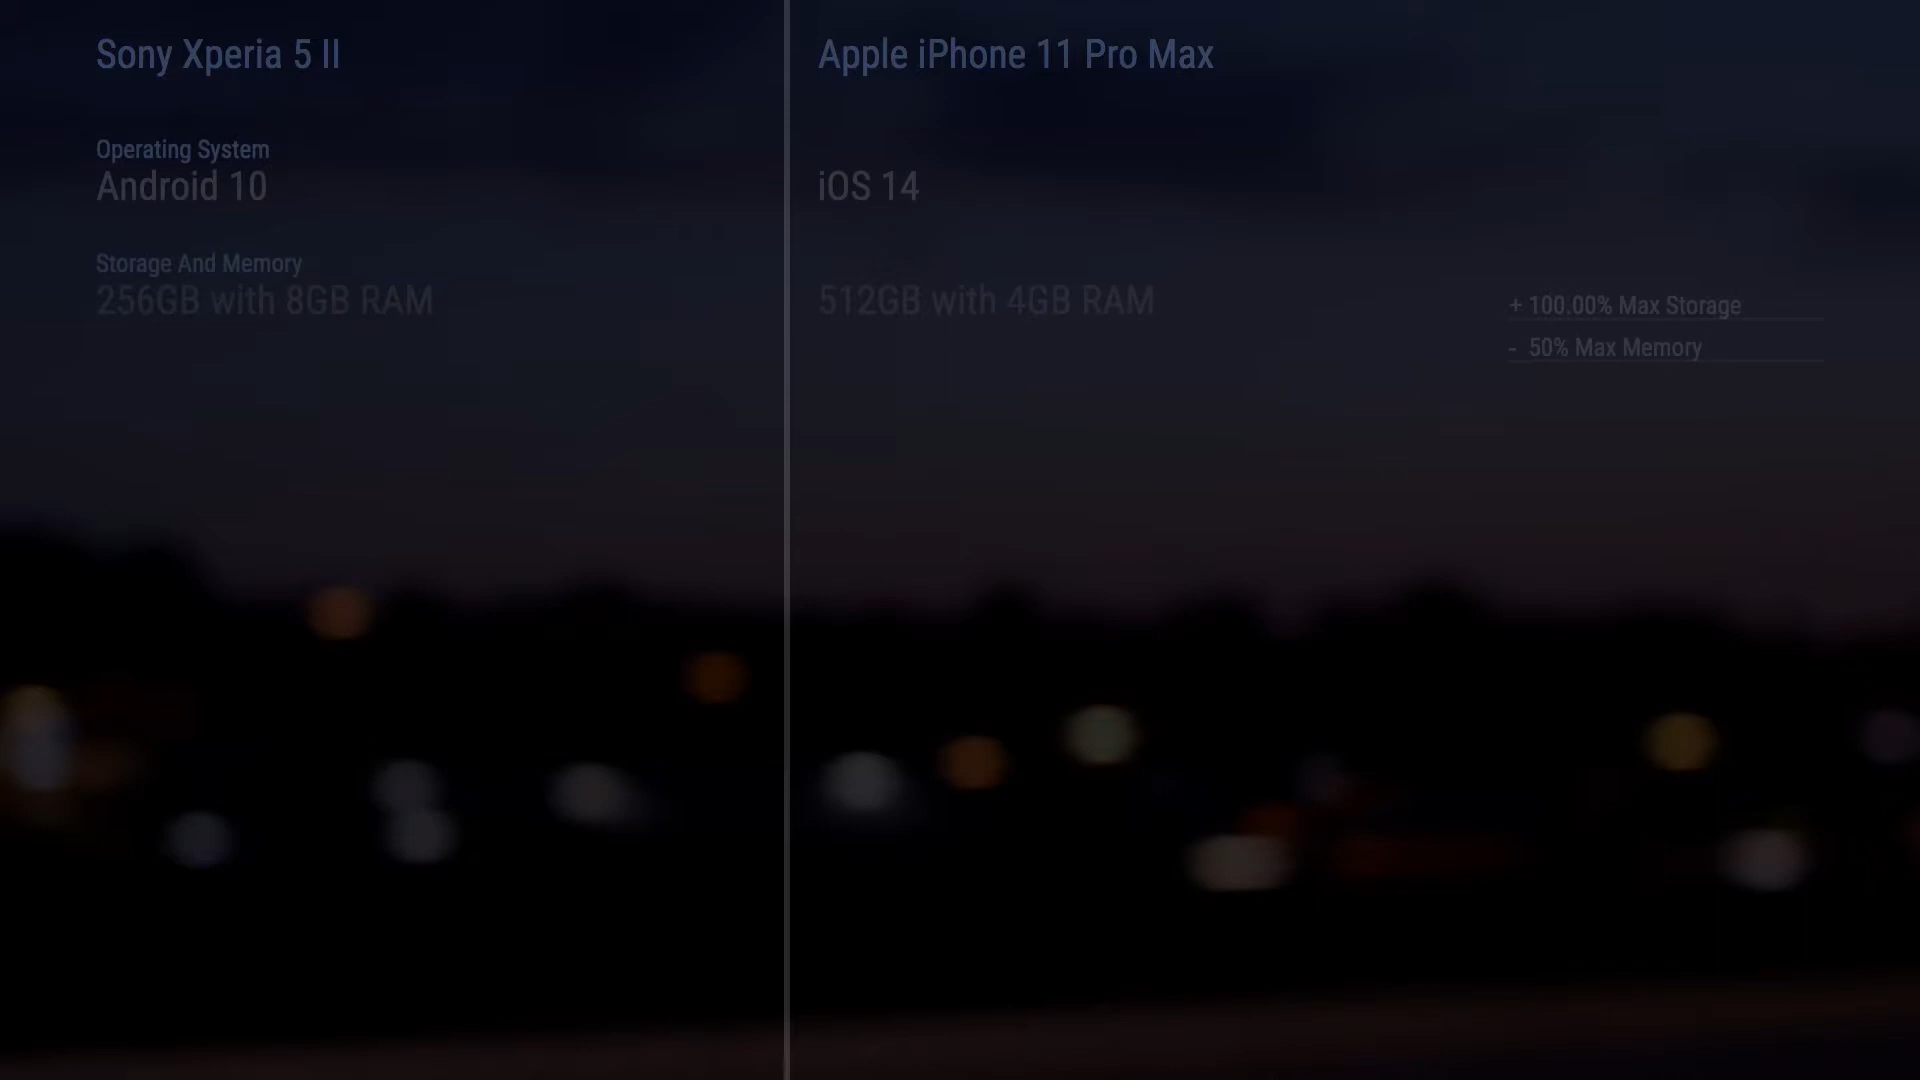 Sony Xperia 5 II
Apple iPhone 11 Pro Max
Operating System
Android 10
iOS 14
Storage And Memory
256GB with 8GB RAM
512GB with 4GB RAM
+ 100.00% Max Storage
- 50% Max Memory